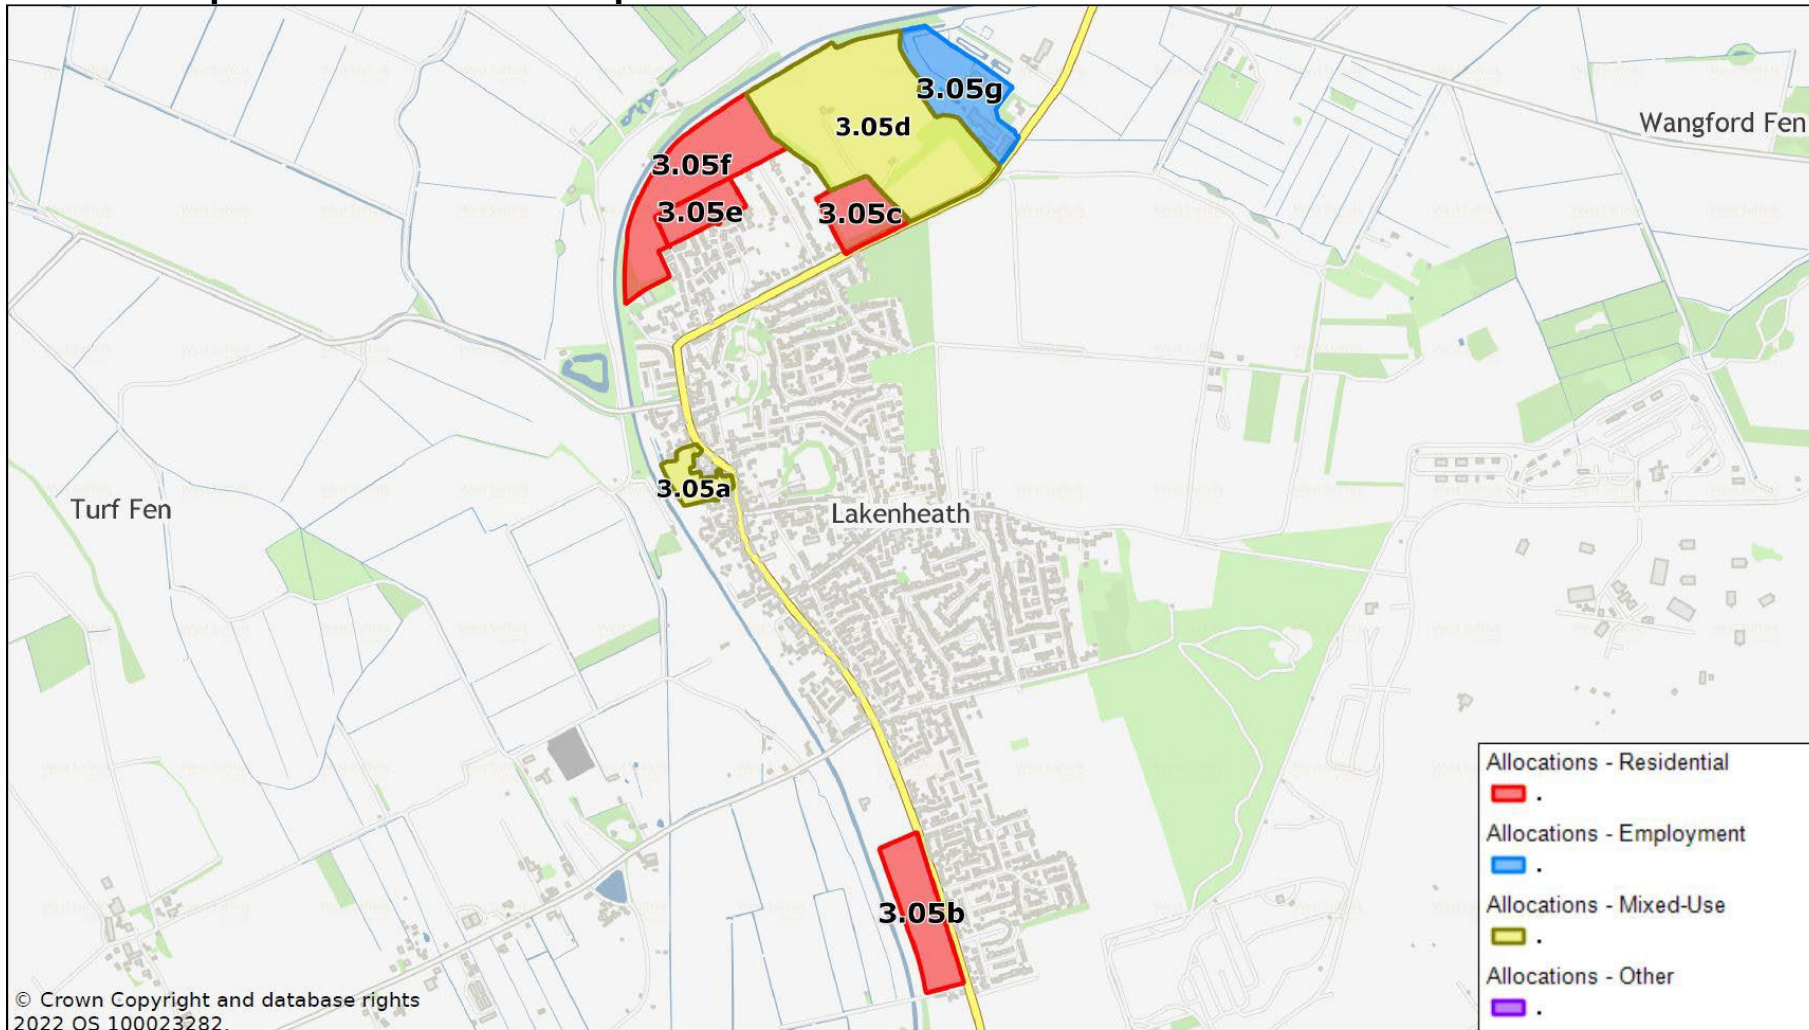 3.05g
3.05d
Wangford Fen
3.05f
3.05e
3.05c
3.05a
Turf Fen
Lakenheath
3.05b
Allocations - Residential
.
Allocations - Employment
.
Allocations - Mixed-Use
.
Allocations - Other
.
© Crown Copyright and database rights
2022 OS 100023282.